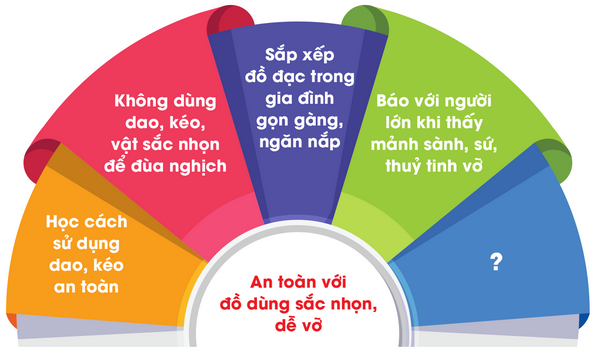 Học cách
sử dụng
dao, kéo
an toàn
Không dùng
dao, kéo,
vật sắc nhọn
để đùa nghịch
Sắp xếp
đồ đạc trong
gia đình
gọn gàng,
ngăn nắp
Báo với người
lớn khi thấy
mảnh sành, sứ,
thuỷ tinh vỡ
?
An toàn với
đồ dùng sắc nhọn,
dễ vỡ